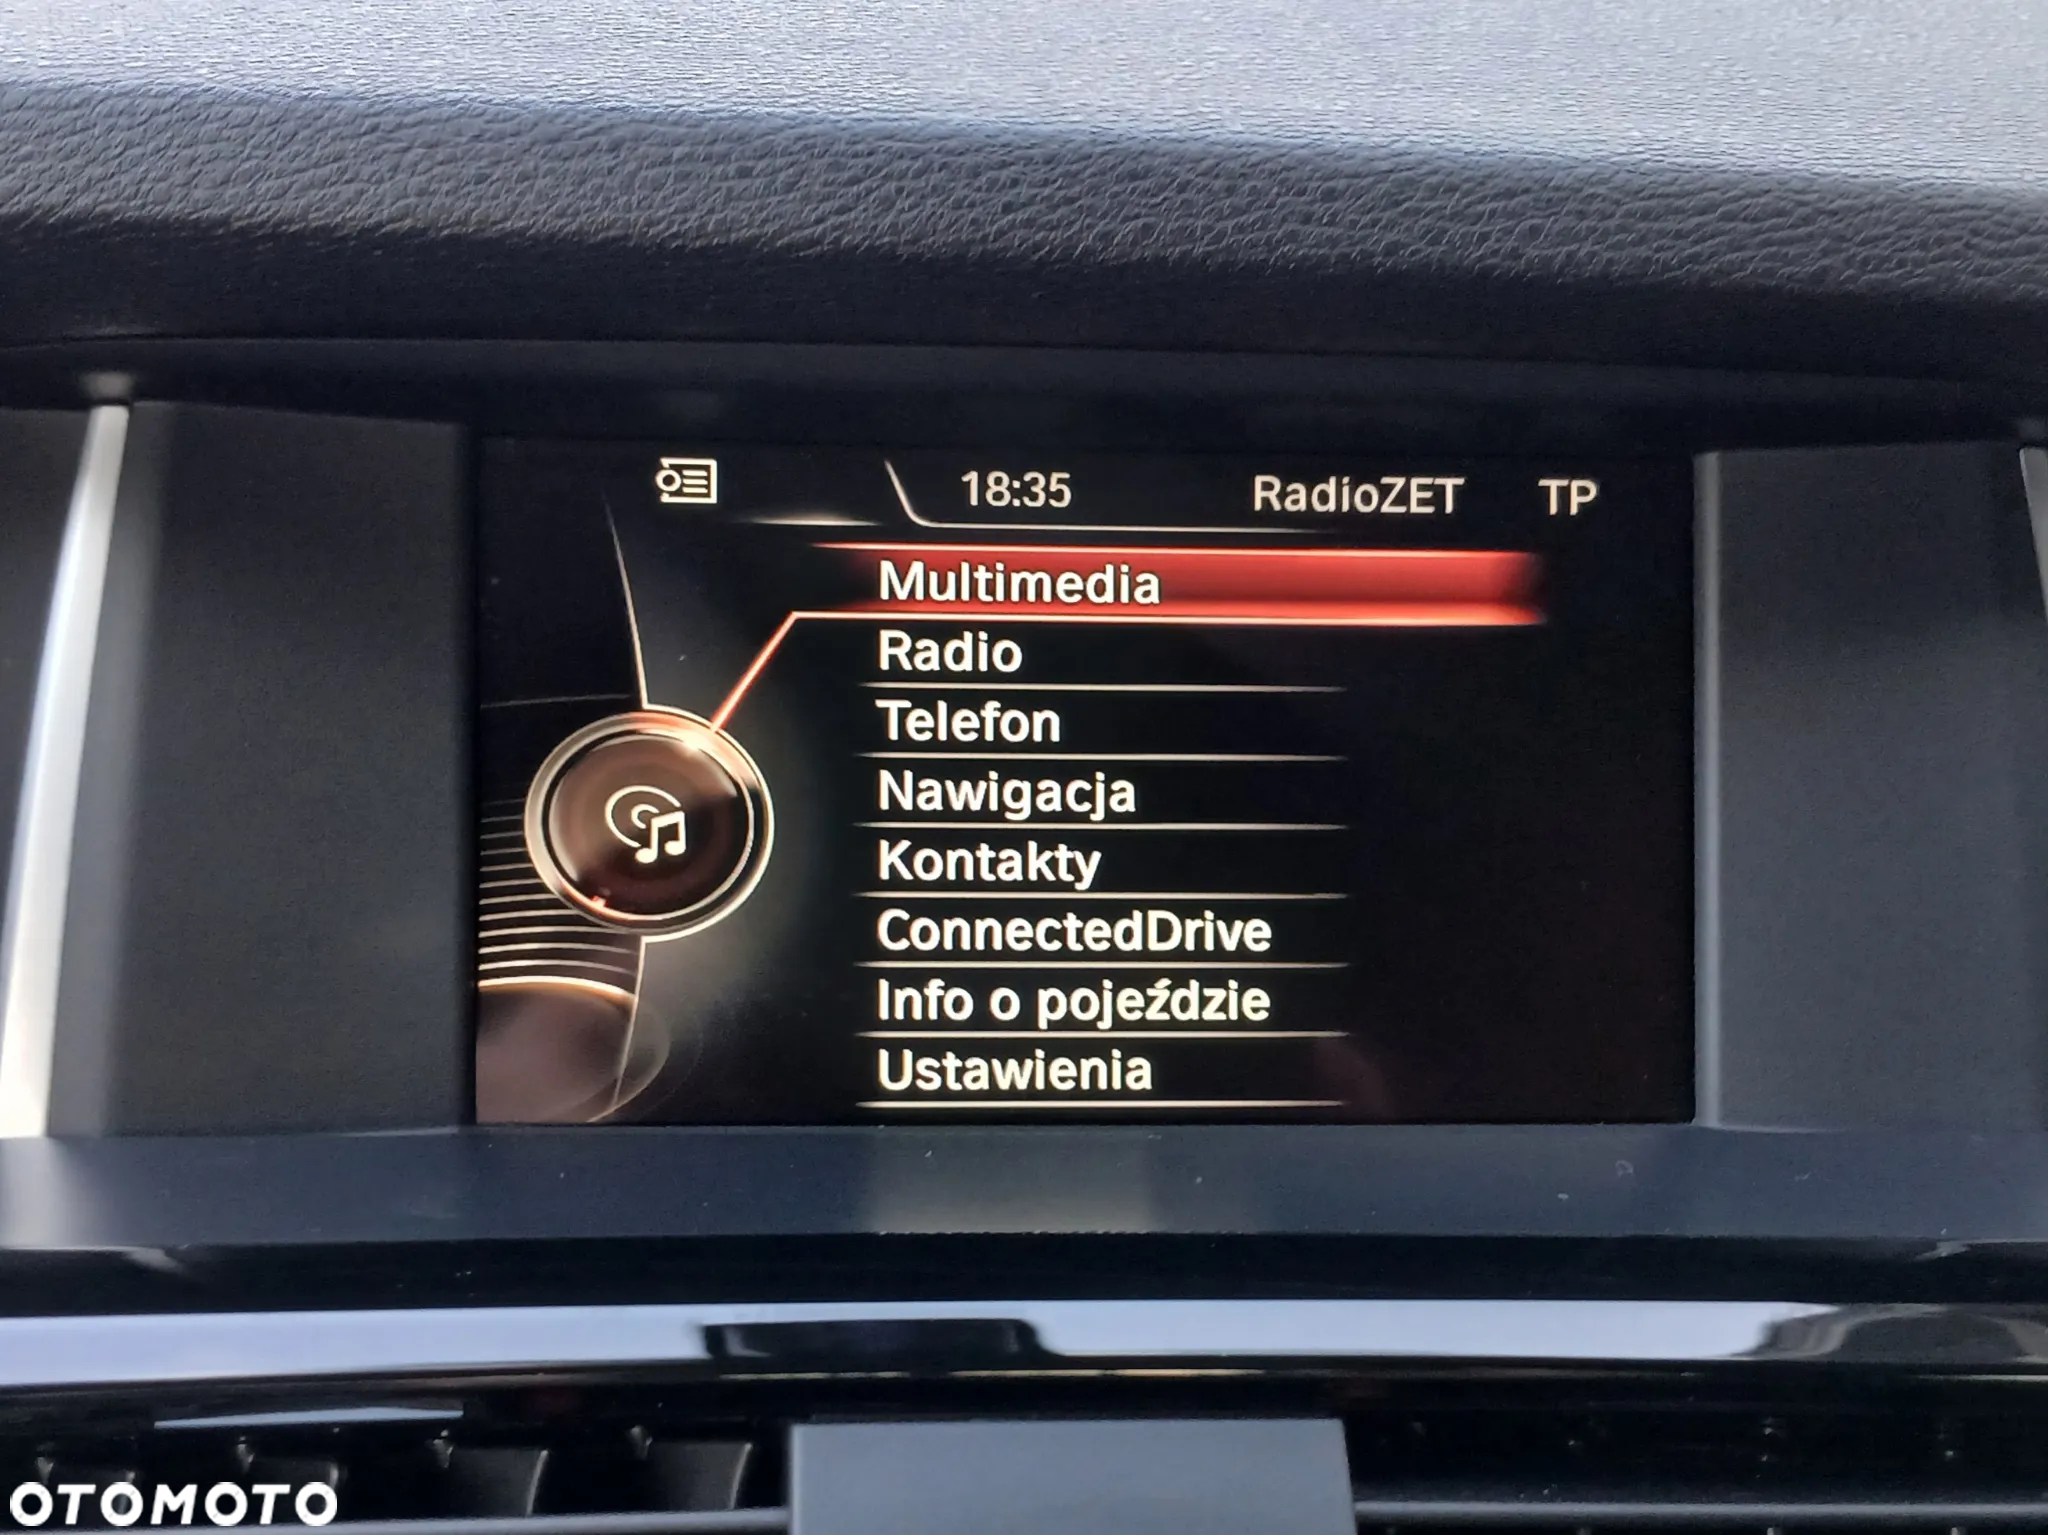 18:35 RadioZET TP
Multimedia
Radio
Telefon
Nawigacja
Kontakty
ConnectedDrive
Info o pojeździe
Ustawienia
OTOMOTO